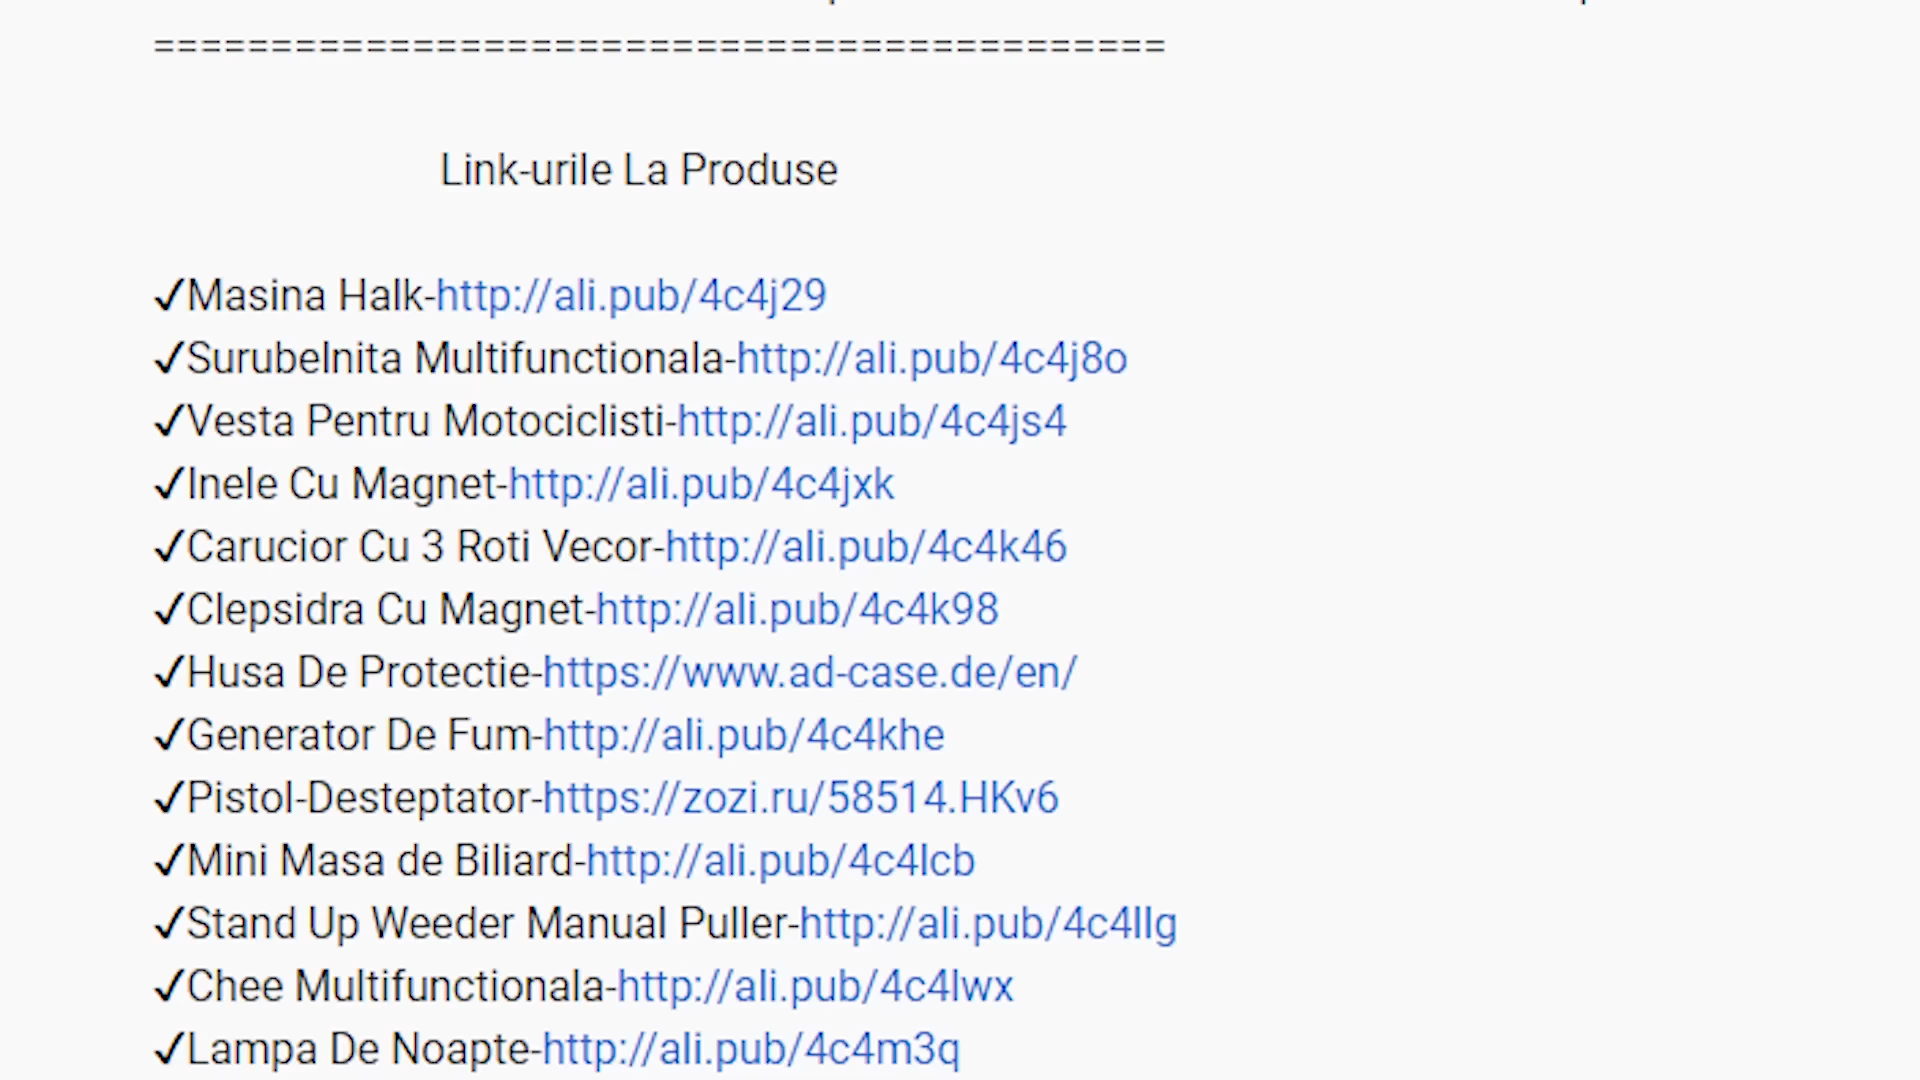 ===========================================
Link-urile La Produse
✓Masina Halk-http://ali.pub/4c4j29
✓Surubelnita Multifunctionala-http://ali.pub/4c4j8o
✓Vesta Pentru Motociclisti-http://ali.pub/4c4js4
✓Inele Cu Magnet-http://ali.pub/4c4jxk
✓Carucior Cu 3 Roti Vecor-http://ali.pub/4c4k46
✓Clepsidra Cu Magnet-http://ali.pub/4c4k98
✓Husa De Protectie-https://www.ad-case.de/en/
✓Generator De Fum-http://ali.pub/4c4khe
✓Pistol-Desteptator-https://zozi.ru/58514.HKv6
✓Mini Masa de Biliard-http://ali.pub/4c4lcb
✓Stand Up Weeder Manual Puller-http://ali.pub/4c4llg
✓Chee Multifunctionala-http://ali.pub/4c4lwx
✓Lampa De Noapte-http://ali.pub/4c4m3q